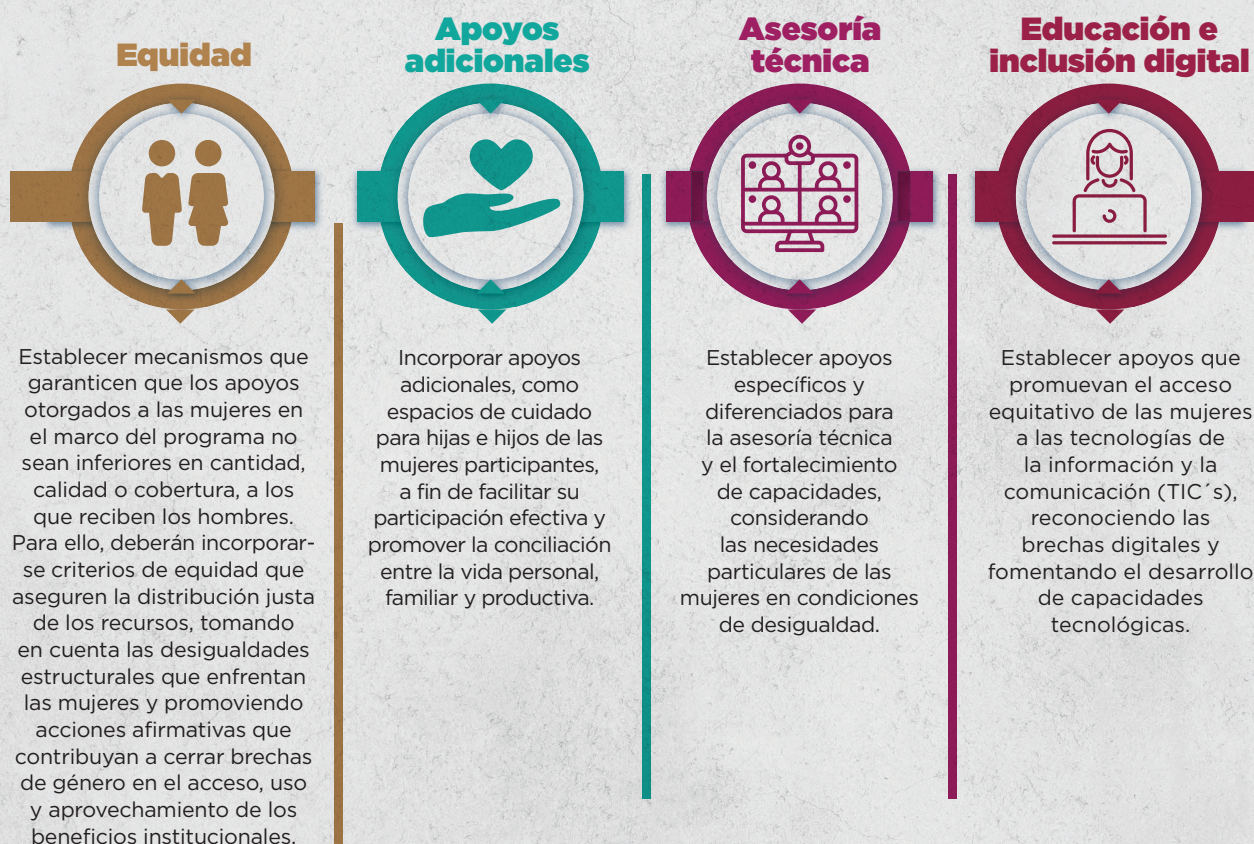 Equidad
Establecer mecanismos que
garanticen que los apoyos
otorgados a las mujeres en
el marco del programa no
sean inferiores en cantidad,
calidad o cobertura, a los
que reciben los hombres.
Para ello, deberán incorporar-
se criterios de equidad que
aseguren la distribución justa
de los recursos, tomando
en cuenta las desigualdades
estructurales que enfrentan
las mujeres y promoviendo
acciones afirmativas que
contribuyan a cerrar brechas
de género en el acceso, uso
y aprovechamiento de los
beneficios institucionales.
Apoyos
adicionales
Incorporar apoyos
adicionales, como
espacios de cuidado
para hijas e hijos de las
mujeres participantes,
a fin de facilitar su
participación efectiva y
promover la conciliación
entre la vida personal,
familiar y productiva.
Asesoría
técnica
Establecer apoyos
específicos y
diferenciados para
la asesoría técnica
y el fortalecimiento
de capacidades,
considerando
las necesidades
particulares de las
mujeres en condiciones
de desigualdad.
Educación e
inclusión digital
Establecer apoyos que
promuevan el acceso
equitativo de las mujeres
a las tecnologías de
la información y la
comunicación (TIC´s),
reconociendo las
brechas digitales y
fomentando el desarrollo
de capacidades
tecnológicas.